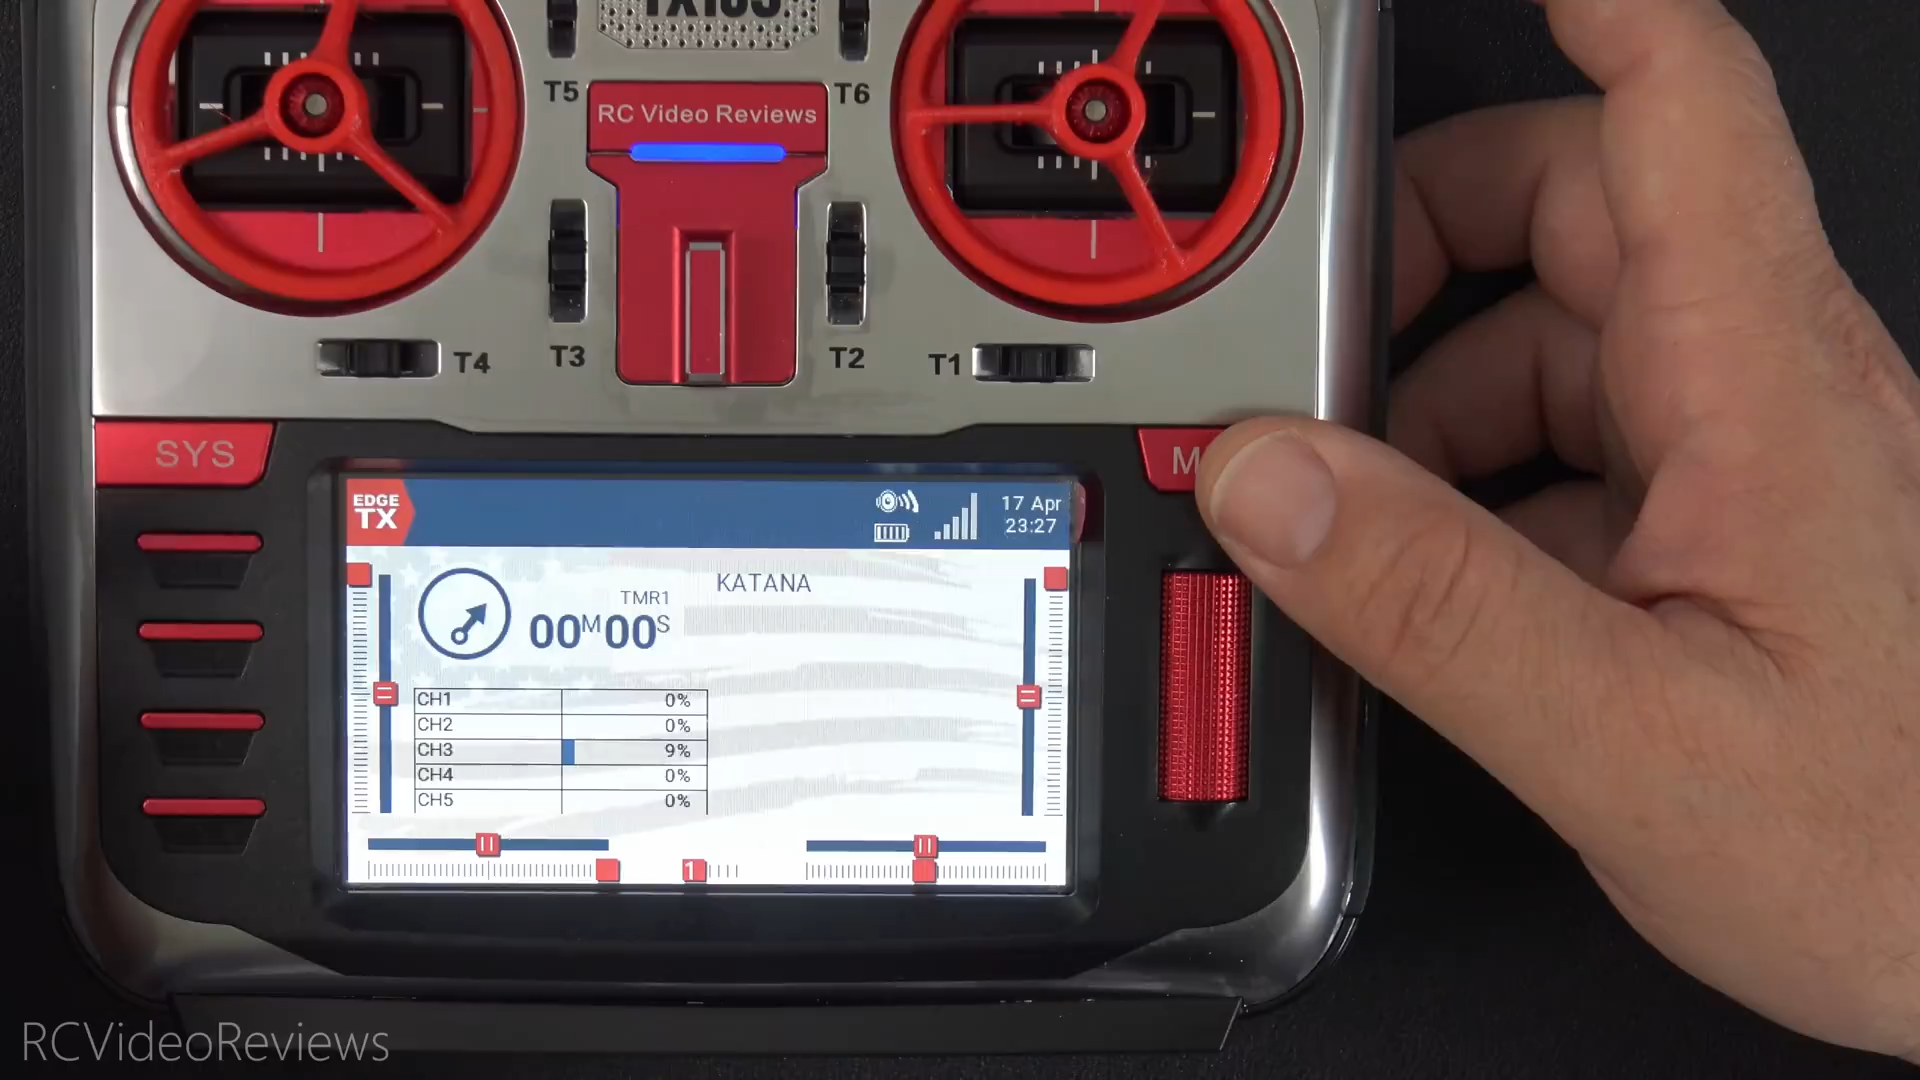 TX16S
T5
T6
RC Video Reviews
T4
T3
T2
T1
SYS
M
EDGE
TX
17 Apr
23:27
KATANA
TMR1
00M00S
CH1 0%
CH2 0%
CH3 9%
CH4 0%
CH5 0%
1
RCVideoReviews